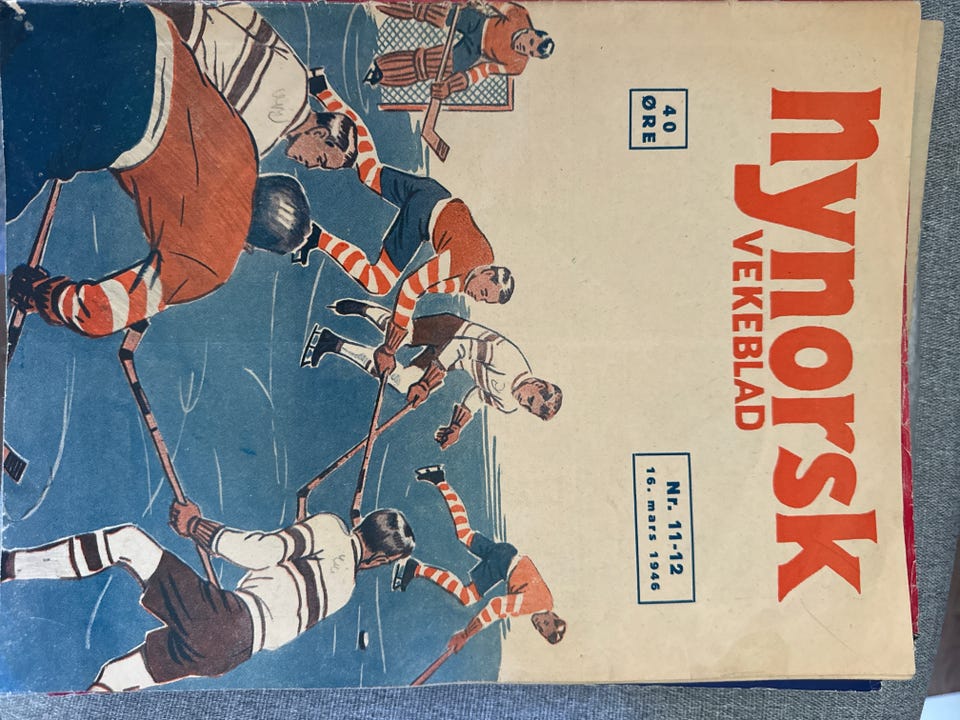 nynorsk
VEKEBLAD
40
ØRE
Nr. 11-12
16. mars 1946